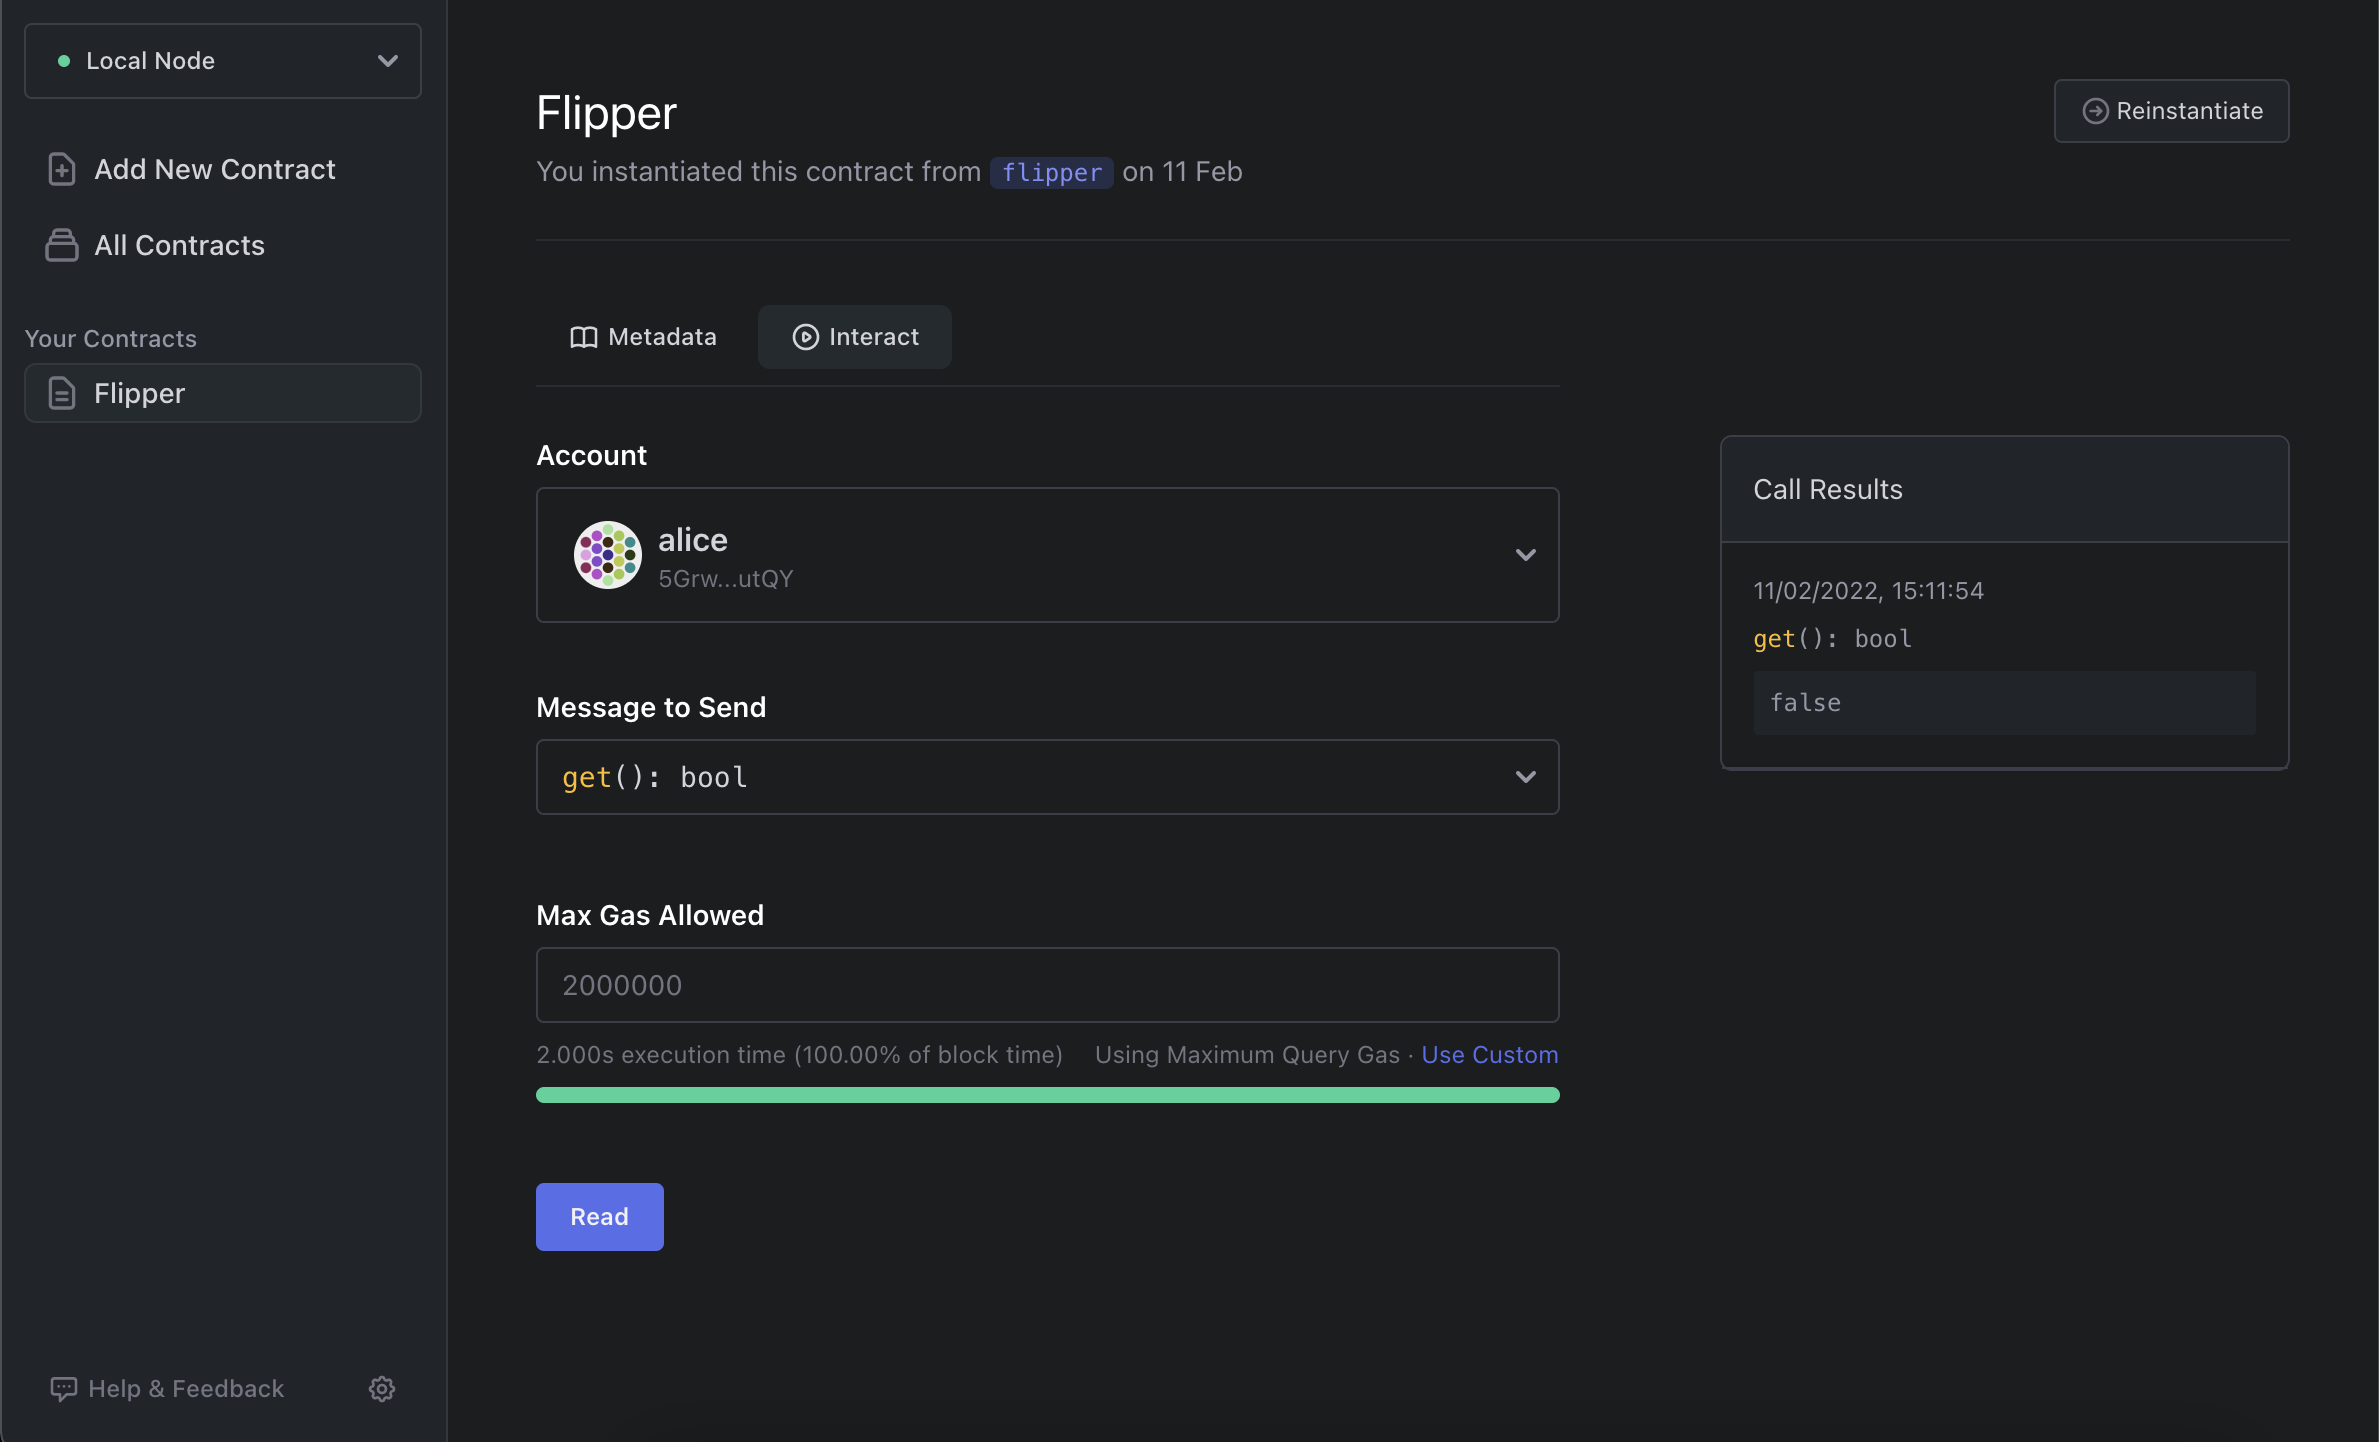 Local Node
Add New Contract
All Contracts
Your Contracts
Flipper
Help & Feedback
Flipper
You instantiated this contract from flipper on 11 Feb
Reinstantiate
Metadata
Interact
Account
alice
5Grw...utQY
Message to Send
get(): bool
Max Gas Allowed
2000000
2.000s execution time (100.00% of block time)
Using Maximum Query Gas · Use Custom
Read
Call Results
11/02/2022, 15:11:54
get(): bool
false